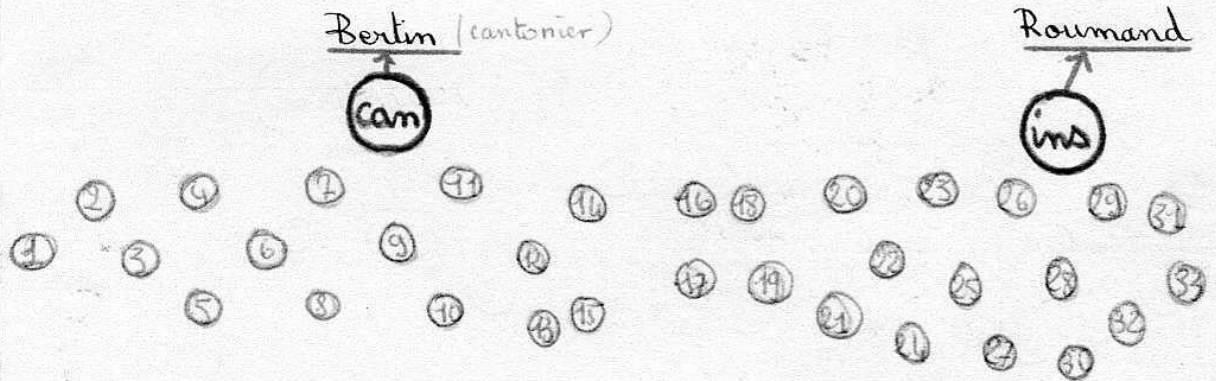 Bertin (cantonier)
Roumand
can
ins
2 4 7 11 14 16 18 20 23 26 29 31
1 3 6 9 12 17 19 22 25 28 33
5 8 10 13 15 21 24 27 30 32